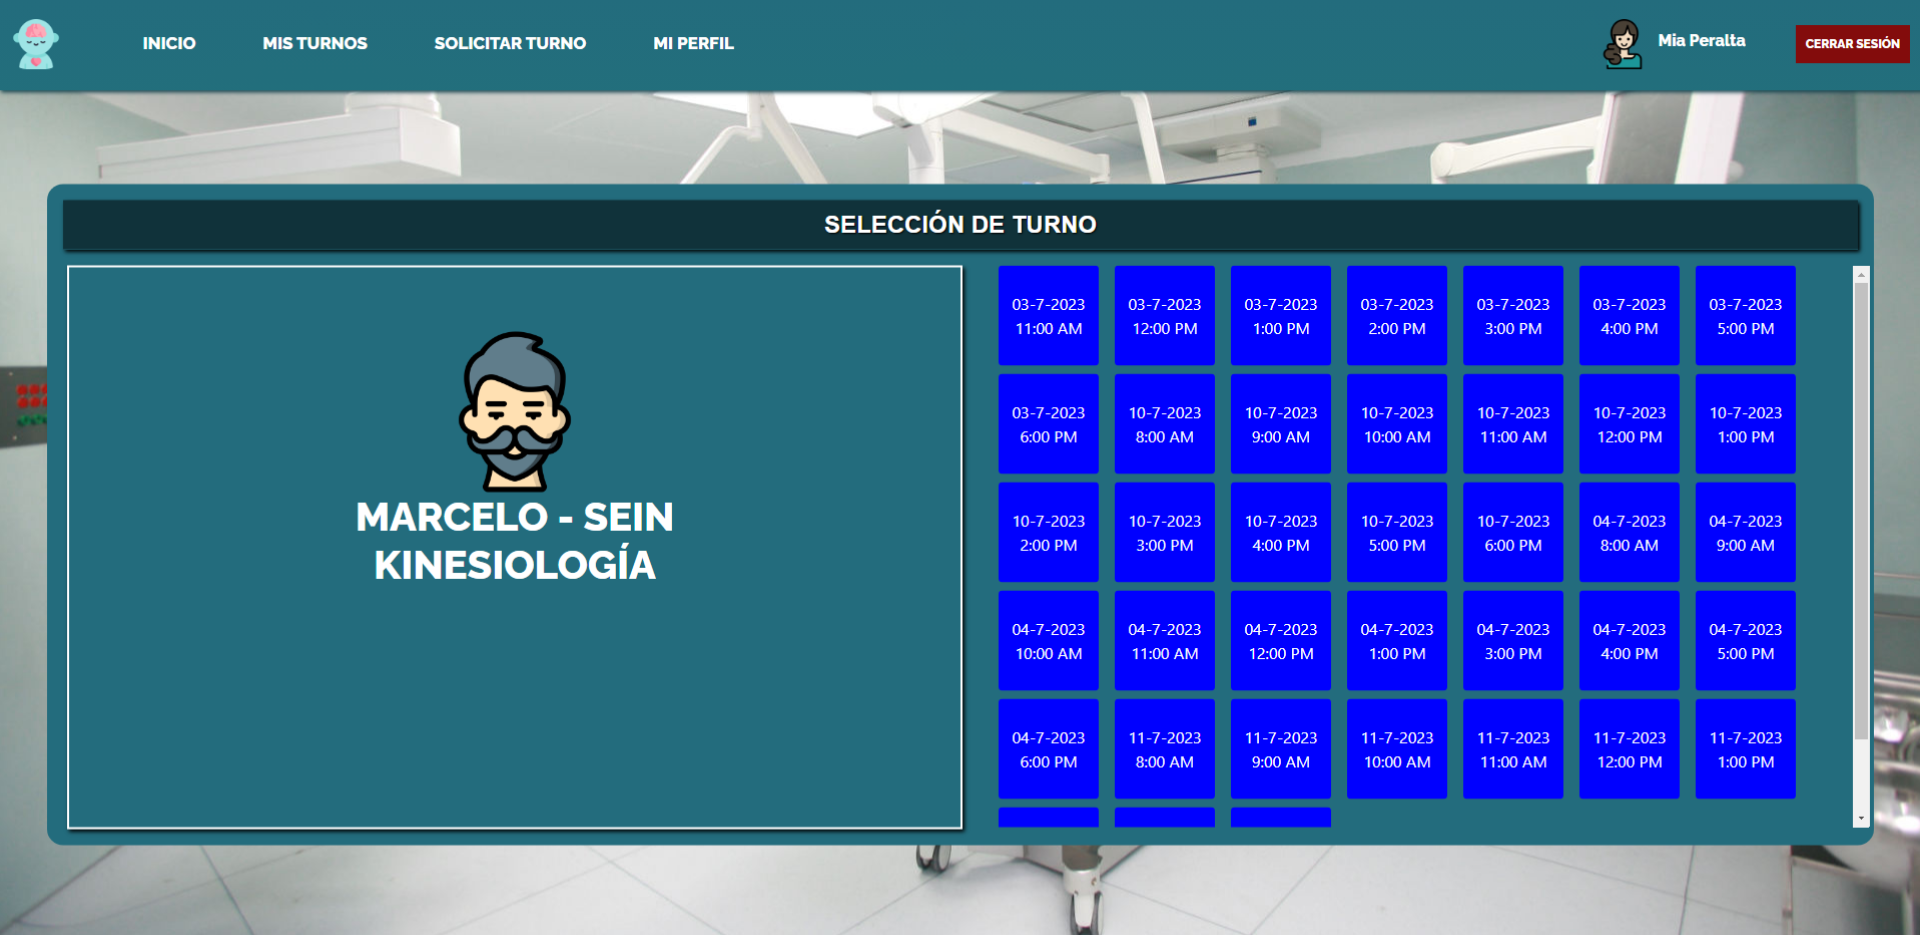 INICIO
MIS TURNOS
SOLICITAR TURNO
MI PERFIL
Mia Peralta
CERRAR SESIÓN
SELECCIÓN DE TURNO
MARCELO - SEIN
KINESIOLOGÍA
03-7-2023
11:00 AM
03-7-2023
12:00 PM
03-7-2023
1:00 PM
03-7-2023
2:00 PM
03-7-2023
3:00 PM
03-7-2023
4:00 PM
03-7-2023
5:00 PM
03-7-2023
6:00 PM
10-7-2023
8:00 AM
10-7-2023
9:00 AM
10-7-2023
10:00 AM
10-7-2023
11:00 AM
10-7-2023
12:00 PM
10-7-2023
1:00 PM
10-7-2023
2:00 PM
10-7-2023
3:00 PM
10-7-2023
4:00 PM
10-7-2023
5:00 PM
10-7-2023
6:00 PM
04-7-2023
8:00 AM
04-7-2023
9:00 AM
04-7-2023
10:00 AM
04-7-2023
11:00 AM
04-7-2023
12:00 PM
04-7-2023
1:00 PM
04-7-2023
3:00 PM
04-7-2023
4:00 PM
04-7-2023
5:00 PM
04-7-2023
6:00 PM
11-7-2023
8:00 AM
11-7-2023
9:00 AM
11-7-2023
10:00 AM
11-7-2023
11:00 AM
11-7-2023
12:00 PM
11-7-2023
1:00 PM